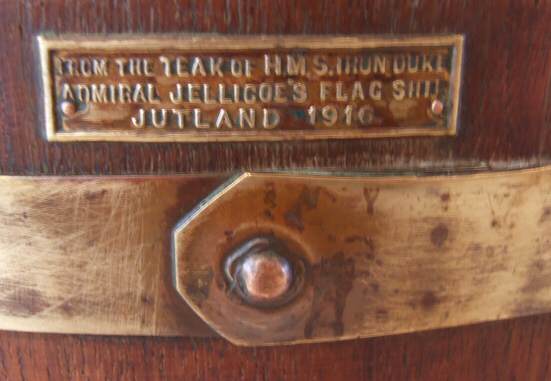 FROM THE TEAK OF H.M.S. IRON DUKE
ADMIRAL JELLICOE'S FLAG SHIP
JUTLAND 1916